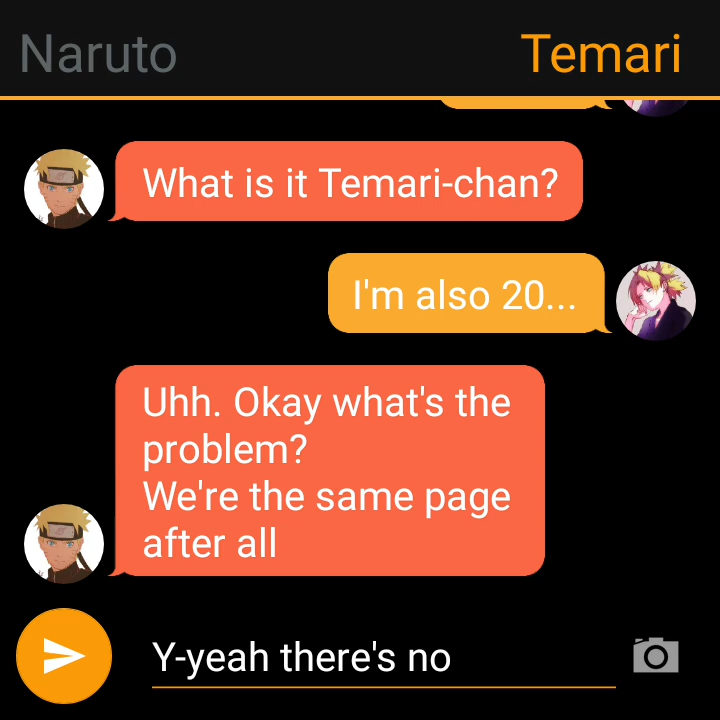 Naruto
Temari
What is it Temari-chan?
I'm also 20...
Uhh. Okay what's the
problem?
We're the same page
after all
Y-yeah there's no